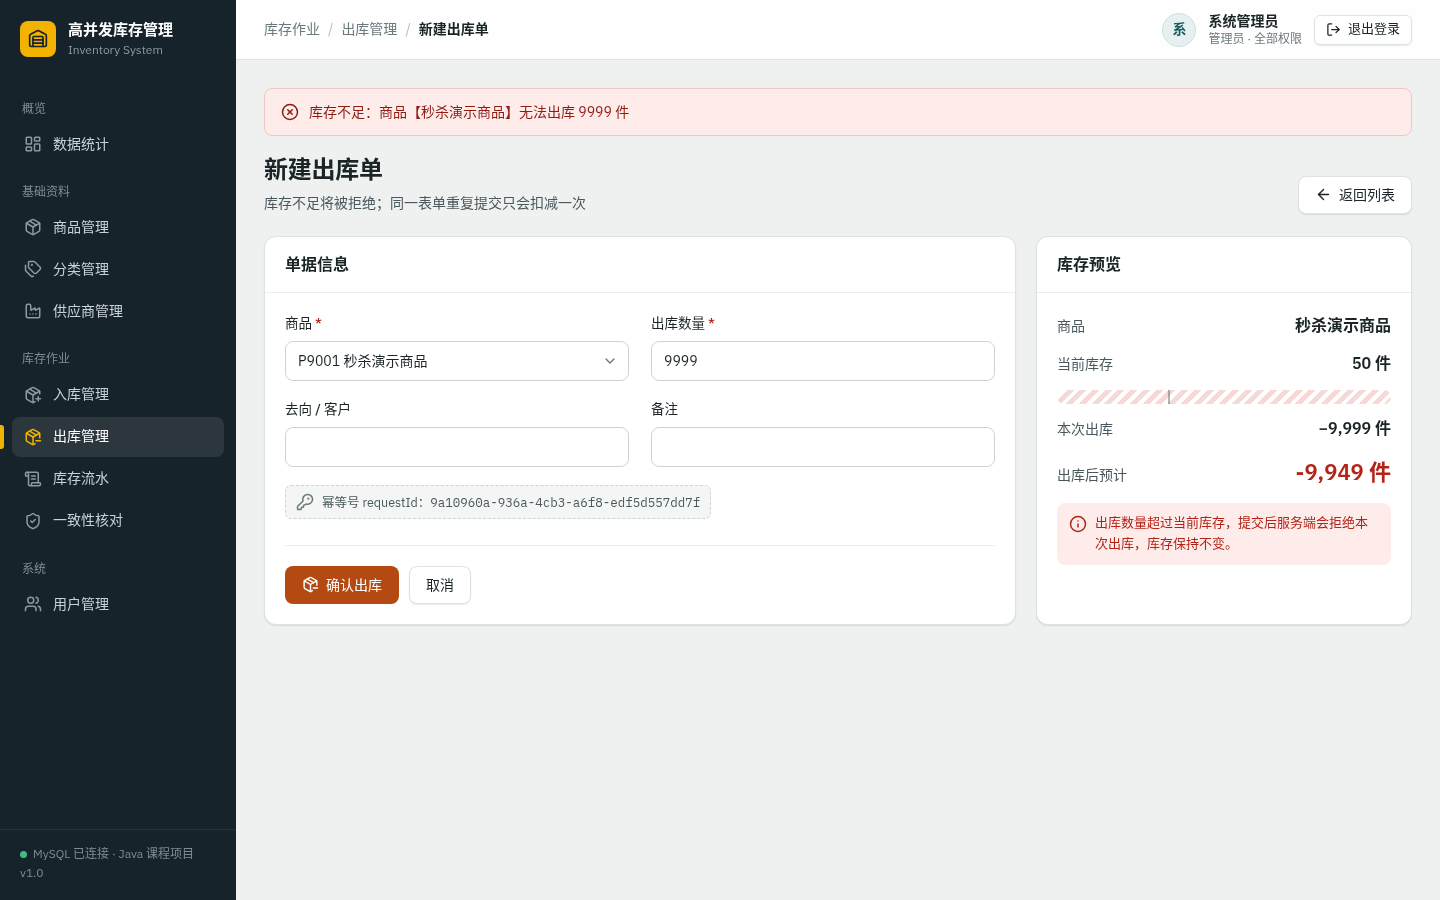 高并发库存管理
Inventory System
概览
数据统计
基础资料
商品管理
分类管理
供应商管理
库存作业
入库管理
出库管理
库存流水
一致性核对
系统
用户管理
MySQL 已连接 · Java 课程项目
v1.0
库存作业 / 出库管理 / 新建出库单
系
系统管理员
管理员 · 全部权限
退出登录
库存不足：商品【秒杀演示商品】无法出库 9999 件
新建出库单
库存不足将被拒绝；同一表单重复提交只会扣减一次
返回列表
单据信息
商品 *
P9001 秒杀演示商品
出库数量 *
9999
去向 / 客户
备注
幂等号 requestId：9a10960a-936a-4cb3-a6f8-edf5d557dd7f
确认出库
取消
库存预览
商品
秒杀演示商品
当前库存
50 件
本次出库
−9,999 件
出库后预计
-9,949 件
出库数量超过当前库存，提交后服务端会拒绝本
次出库，库存保持不变。